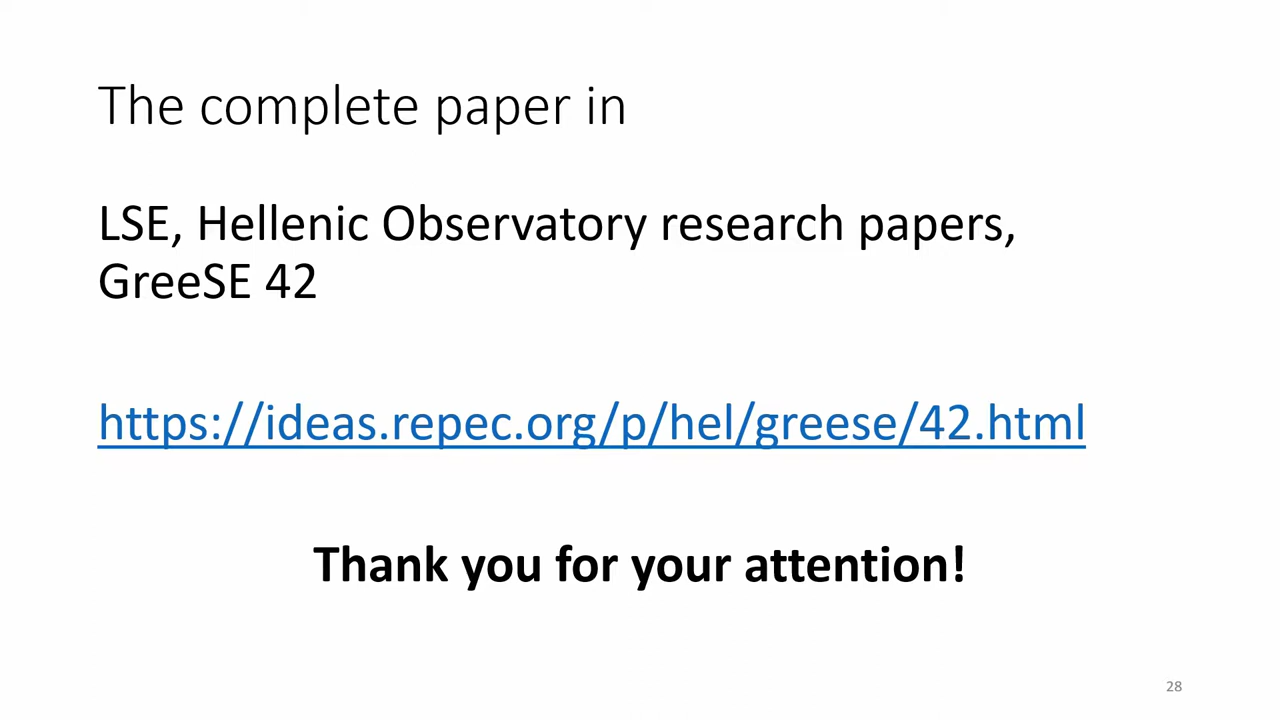 The complete paper in
LSE, Hellenic Observatory research papers,
GreeSE 42
https://ideas.repec.org/p/hel/greese/42.html
Thank you for your attention!
28